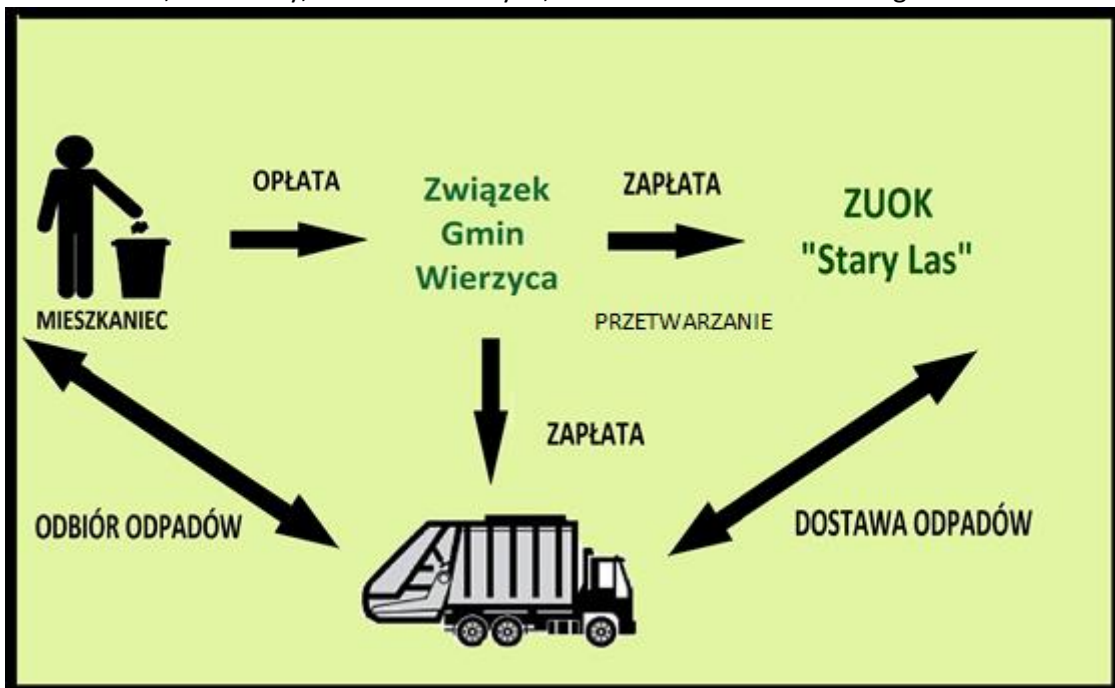 OPŁATA
Związek
Gmin
Wierzyca
ZAPŁATA
ZUOK
"Stary Las"
MIESZKANIEC
PRZETWARZANIE
ZAPŁATA
ODBIÓR ODPADÓW
DOSTAWA ODPADÓW